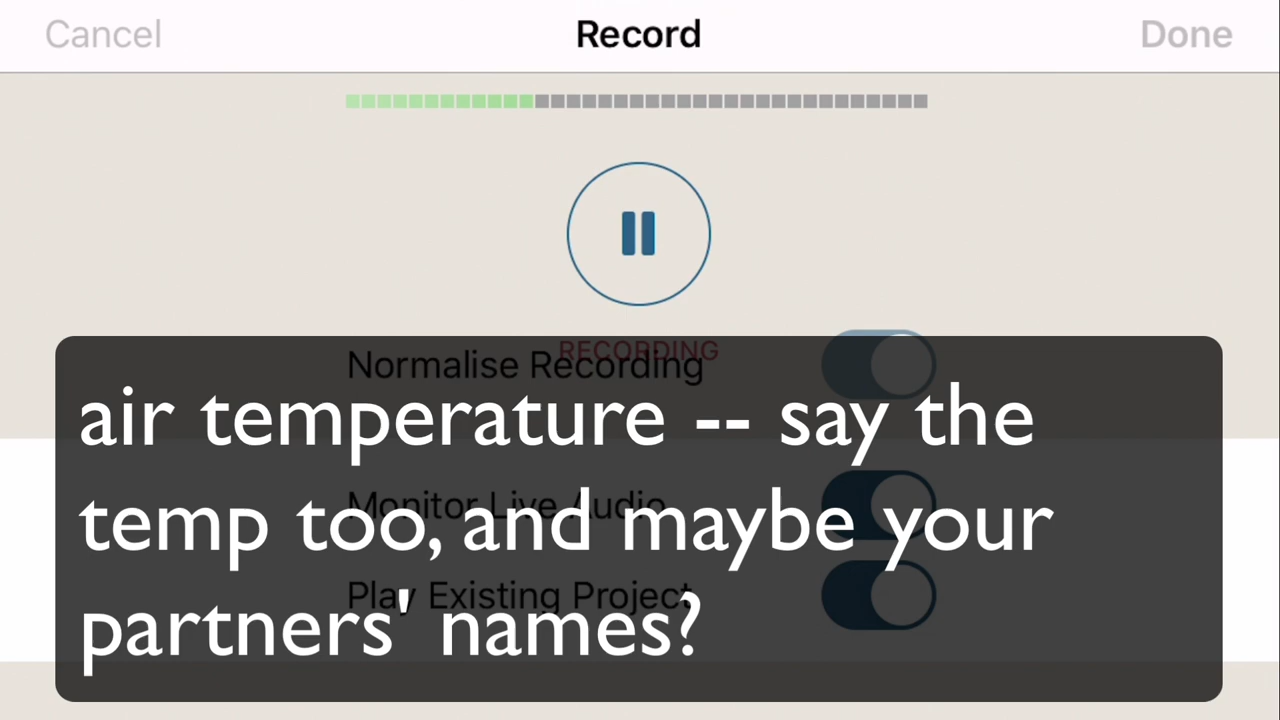 Cancel
Record
Done
RECORDING
Normalise Recording
air temperature -- say the
Monitor Live Audio
temp too, and maybe your
Play Existing Project
partners' names?